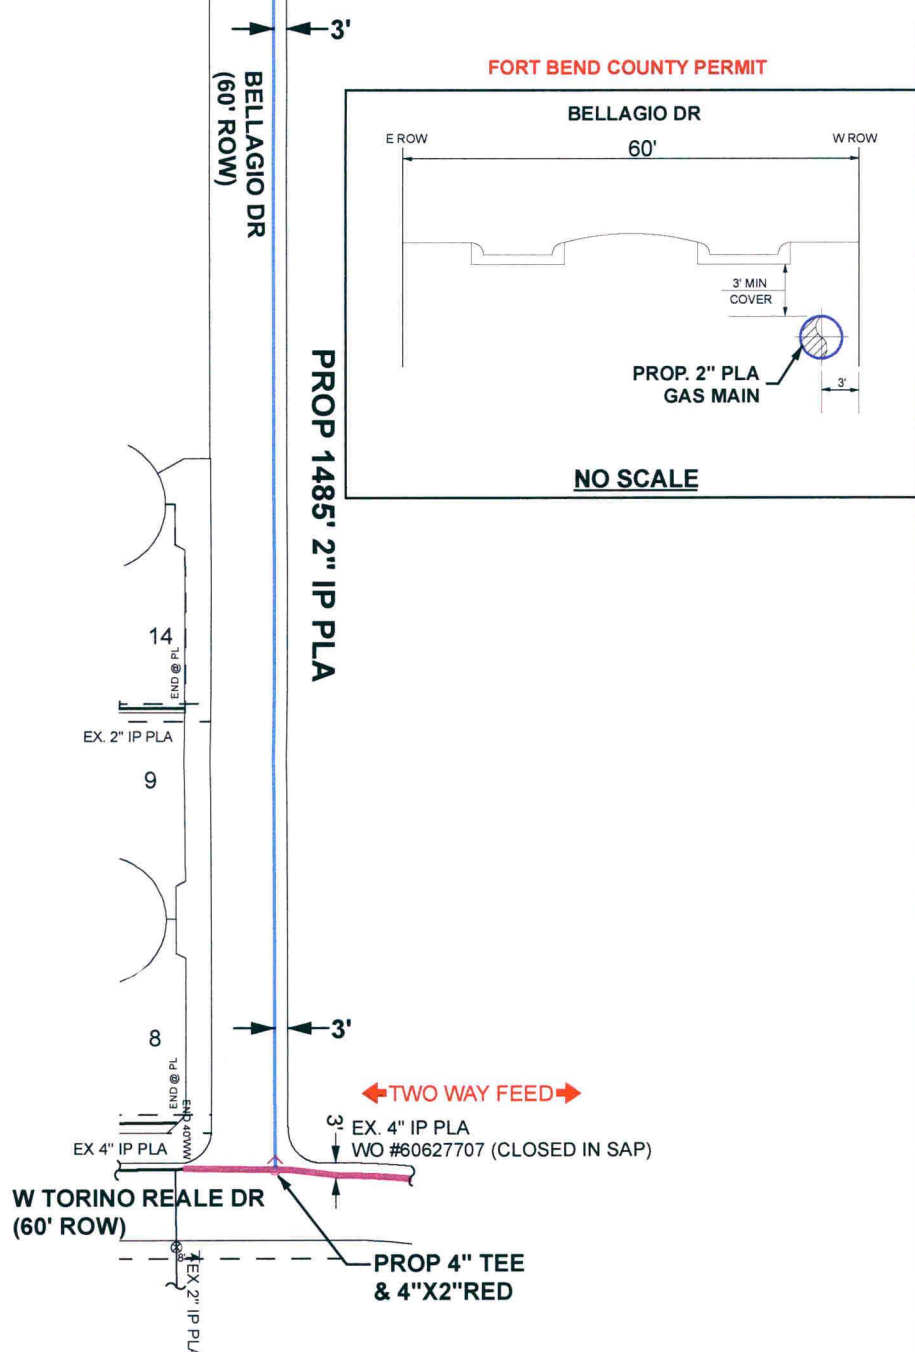 3'
BELLAGIO DR
(60' ROW)
FORT BEND COUNTY PERMIT
BELLAGIO DR
E ROW
W ROW
60'
3' MIN
COVER
PROP. 2" PLA
GAS MAIN
3'
NO SCALE
PROP 1485' 2" IP PLA
14
END @ PL
EX. 2" IP PLA
9
3'
8
END @ PL
TWO WAY FEED
3'
EX. 4" IP PLA
WO #60627707 (CLOSED IN SAP)
EX 4" IP PLA
W TORINO REALE DR
(60' ROW)
PROP 4" TEE
& 4"X2"RED
8'
EX 2" IP PLA